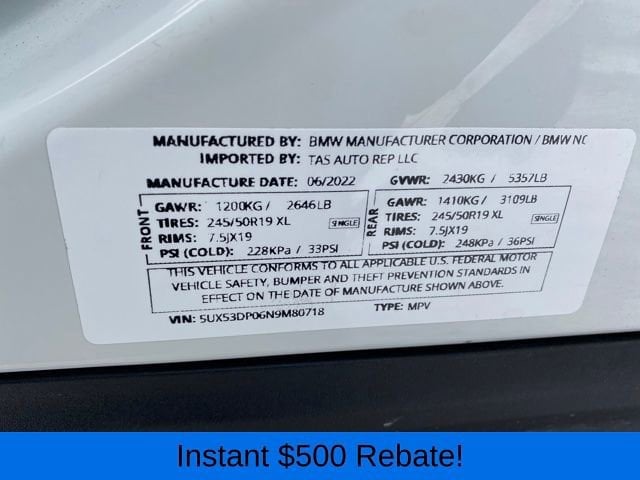 MANUFACTURED BY: BMW MANUFACTURER CORPORATION / BMW NC
IMPORTED BY: TAS AUTO REP LLC
MANUFACTURE DATE: 06/2022 GVWR: 2430KG / 5357LB
FRONT
GAWR: 1200KG / 2646LB
TIRES: 245/50R19 XL SINGLE
RIMS: 7.5JX19
PSI (COLD): 228KPa / 33PSI
REAR
GAWR: 1410KG / 3109LB
TIRES: 245/50R19 XL SINGLE
RIMS: 7.5JX19
PSI (COLD): 248KPa / 36PSI
THIS VEHICLE CONFORMS TO ALL APPLICABLE U.S. FEDERAL MOTOR
VEHICLE SAFETY, BUMPER AND THEFT PREVENTION STANDARDS IN
EFFECT ON THE DATE OF MANUFACTURE SHOWN ABOVE.
VIN: 5UX53DP06N9M80718 TYPE: MPV
Instant $500 Rebate!